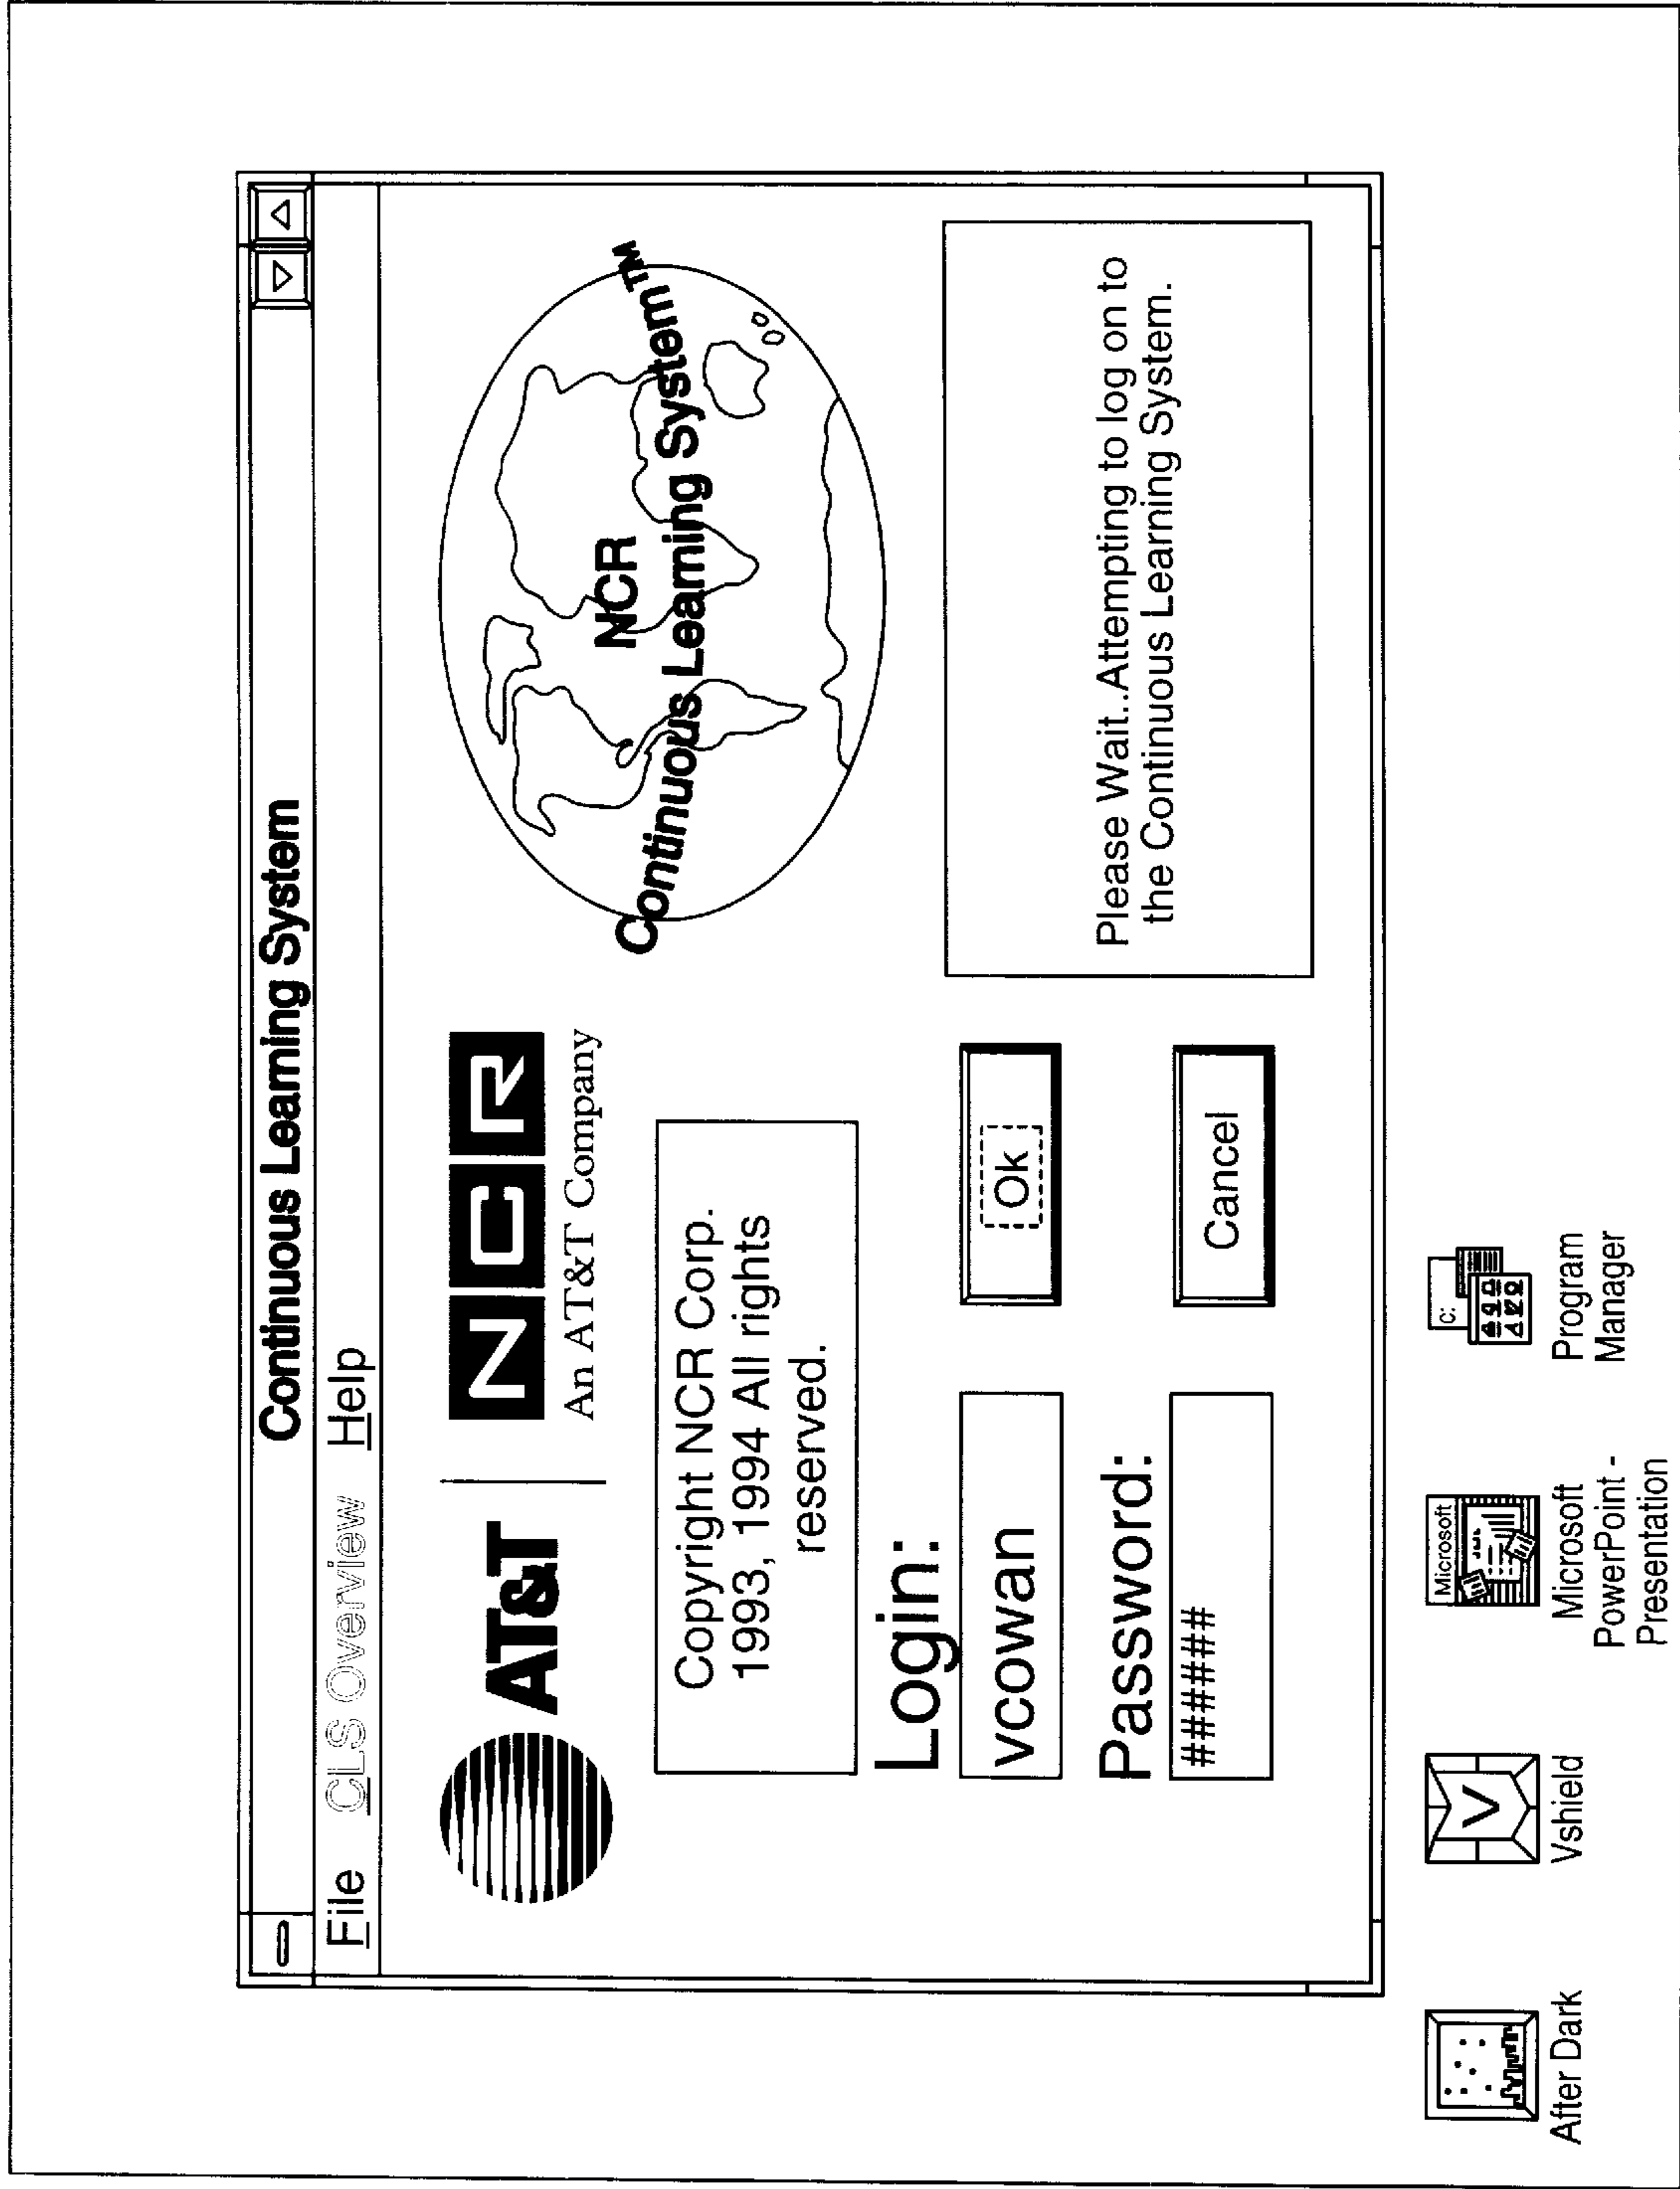 Continuous Learning System
File CLS Overview Help
AT&T
NCR
An AT&T Company
NCR
Continuous Learning System™
Copyright NCR Corp.
1993, 1994 All rights
reserved.
Login:
vcowan
Ok
Password:
######
Cancel
Please Wait..Attempting to log on to
the Continuous Learning System.
After Dark
V
Vshield
Microsoft
Microsoft
PowerPoint -
Presentation
C:
Program
Manager